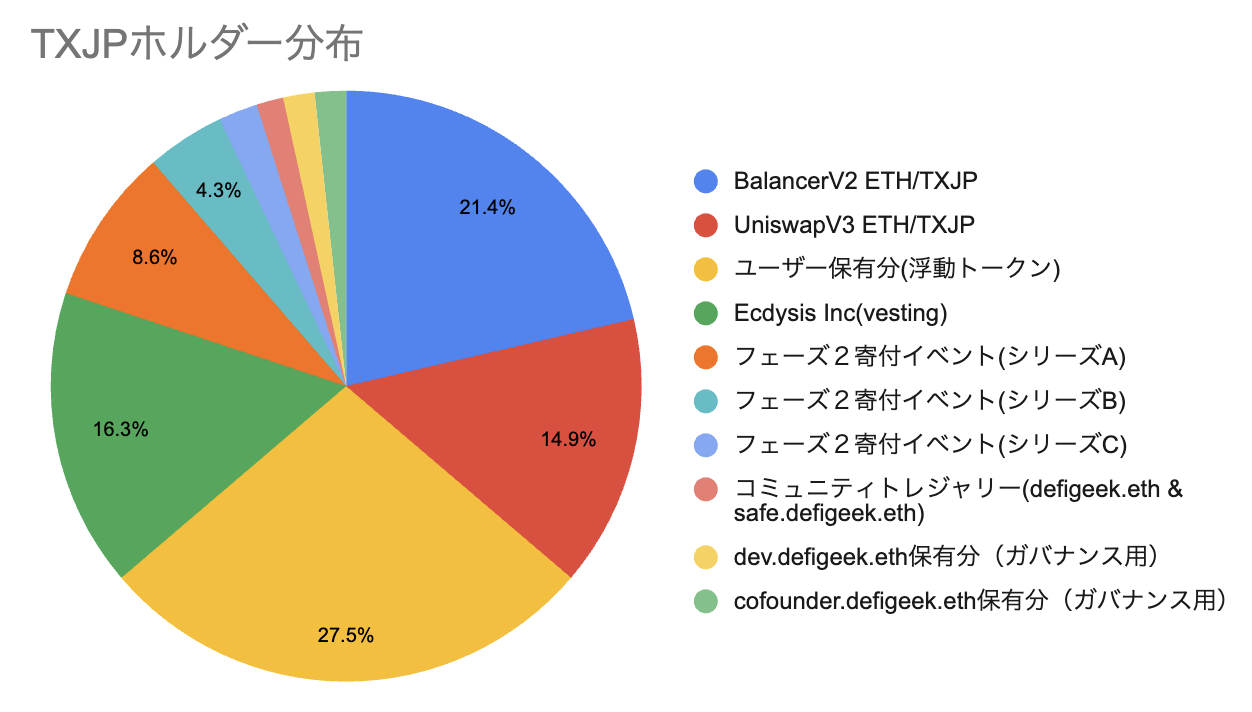 TXJPホルダー分布
21.4%
14.9%
27.5%
16.3%
8.6%
4.3%
BalancerV2 ETH/TXJP
UniswapV3 ETH/TXJP
ユーザー保有分(浮動トークン)
Ecdysis Inc(vesting)
フェーズ２寄付イベント(シリーズA)
フェーズ２寄付イベント(シリーズB)
フェーズ２寄付イベント(シリーズC)
コミュニティトレジャリー(defigeek.eth &
safe.defigeek.eth)
dev.defigeek.eth保有分（ガバナンス用）
cofounder.defigeek.eth保有分（ガバナンス用）